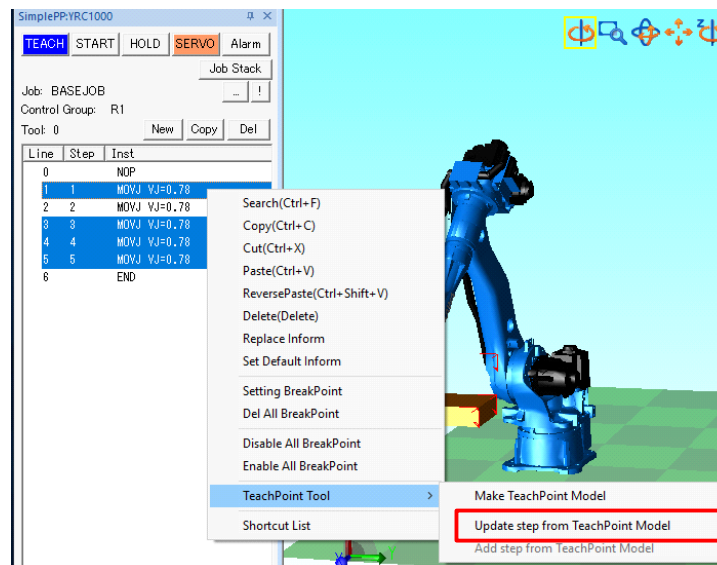 SimplePP:YRC1000
TEACH START HOLD SERVO Alarm
Job Stack
Job: BASEJOB ... !
Control Group: R1
Tool: 0 New Copy Del
Line Step Inst
0 NOP
1 1 MOVJ VJ=0.78
2 2 MOVJ VJ=0.78
3 3 MOVJ VJ=0.78
4 4 MOVJ VJ=0.78
5 5 MOVJ VJ=0.78
6 END
Search(Ctrl+F)
Copy(Ctrl+C)
Cut(Ctrl+X)
Paste(Ctrl+V)
ReversePaste(Ctrl+Shift+V)
Delete(Delete)
Replace Inform
Set Default Inform
Setting BreakPoint
Del All BreakPoint
Disable All BreakPoint
Enable All BreakPoint
TeachPoint Tool >
Shortcut List
Make TeachPoint Model
Update step from TeachPoint Model
Add step from TeachPoint Model
Z